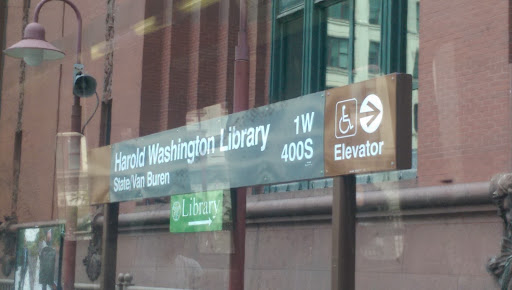 Harold Washington Library
State/Van Buren
1W
400S
Elevator
Library